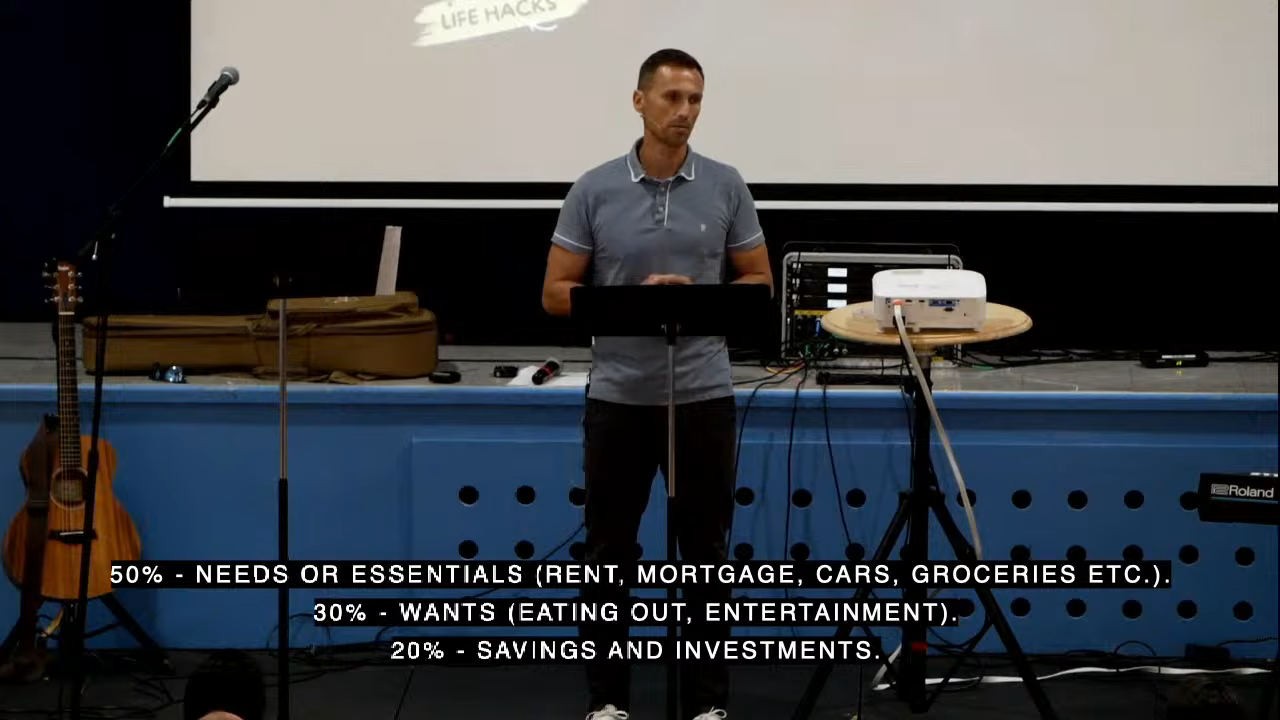 LIFE HACKS
Roland
50% - NEEDS OR ESSENTIALS (RENT, MORTGAGE, CARS, GROCERIES ETC.).
30% - WANTS (EATING OUT, ENTERTAINMENT).
20% - SAVINGS AND INVESTMENTS.